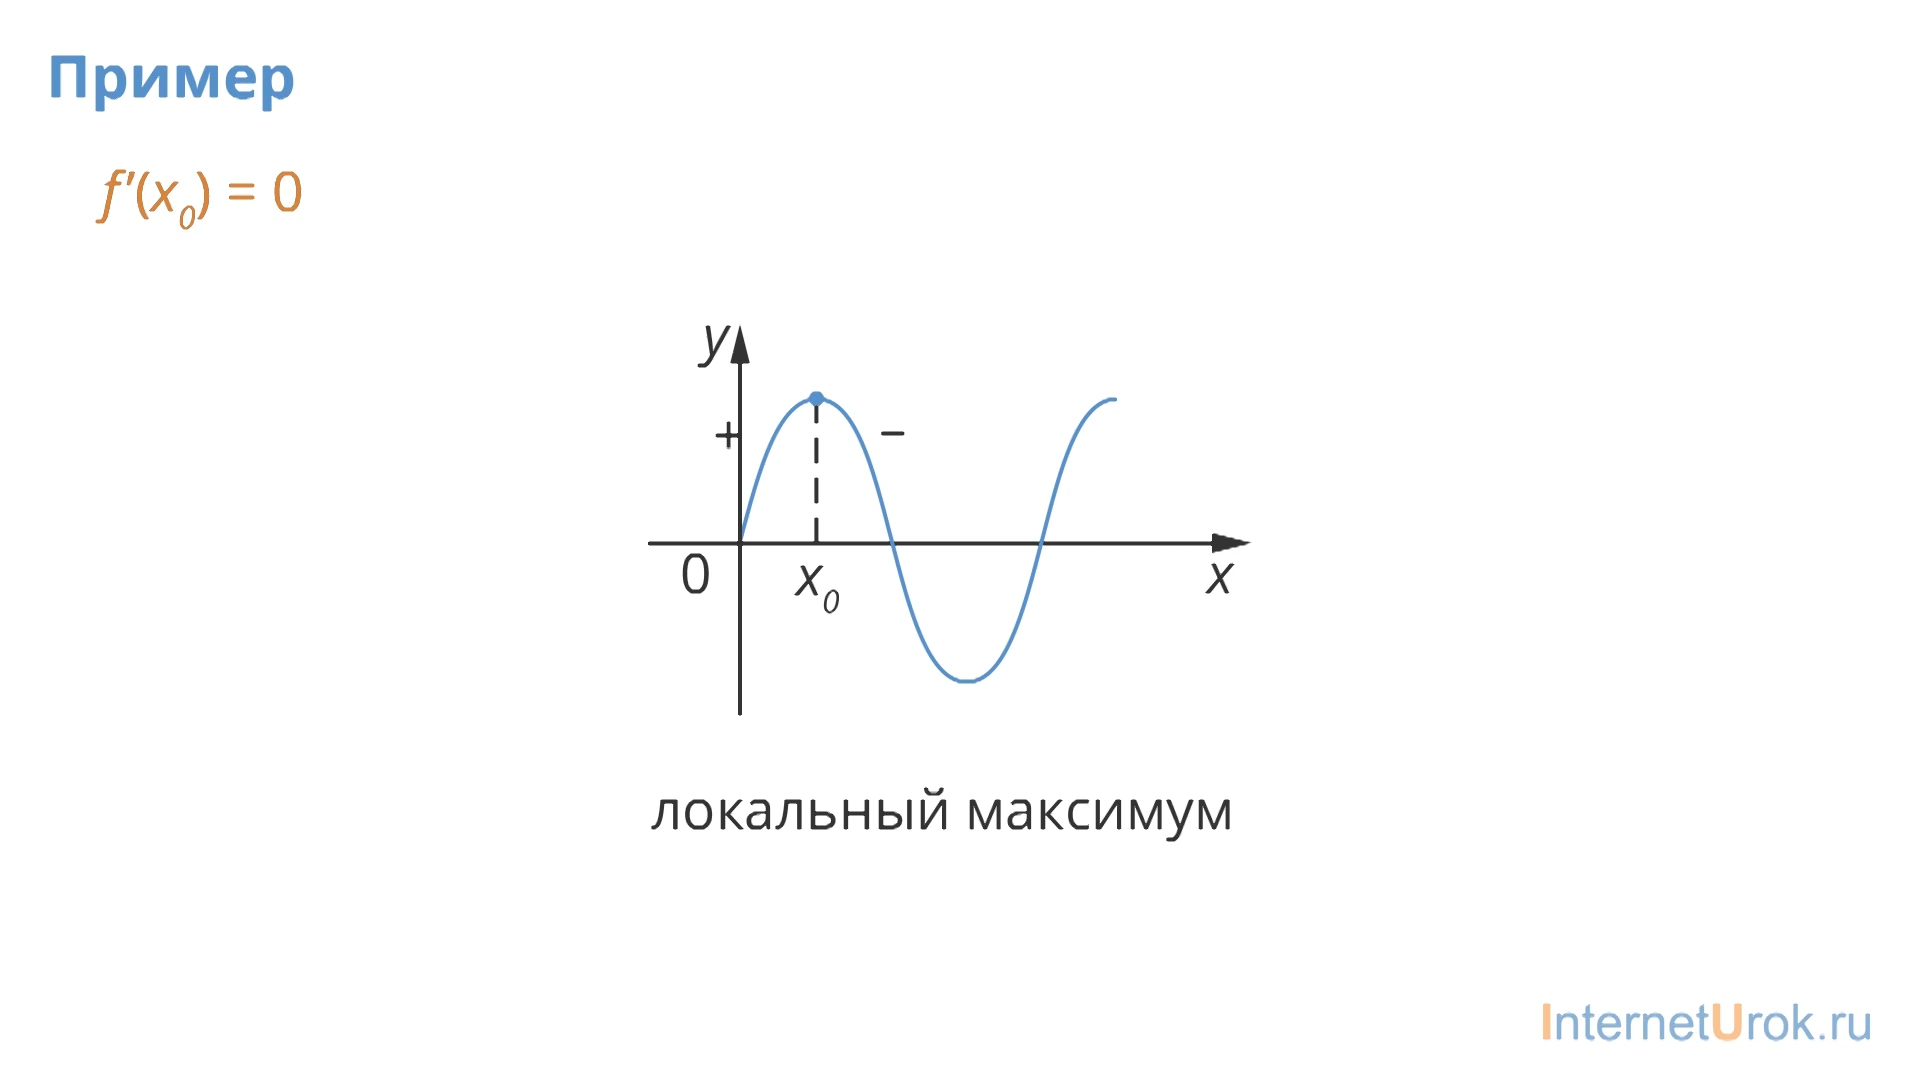 Пример
f'(x₀) = 0
y
+
−
0
x₀
x
локальный максимум
InternetUrok.ru